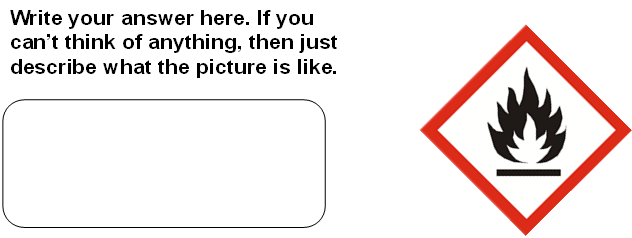 Write your answer here. If you
can't think of anything, then just
describe what the picture is like.